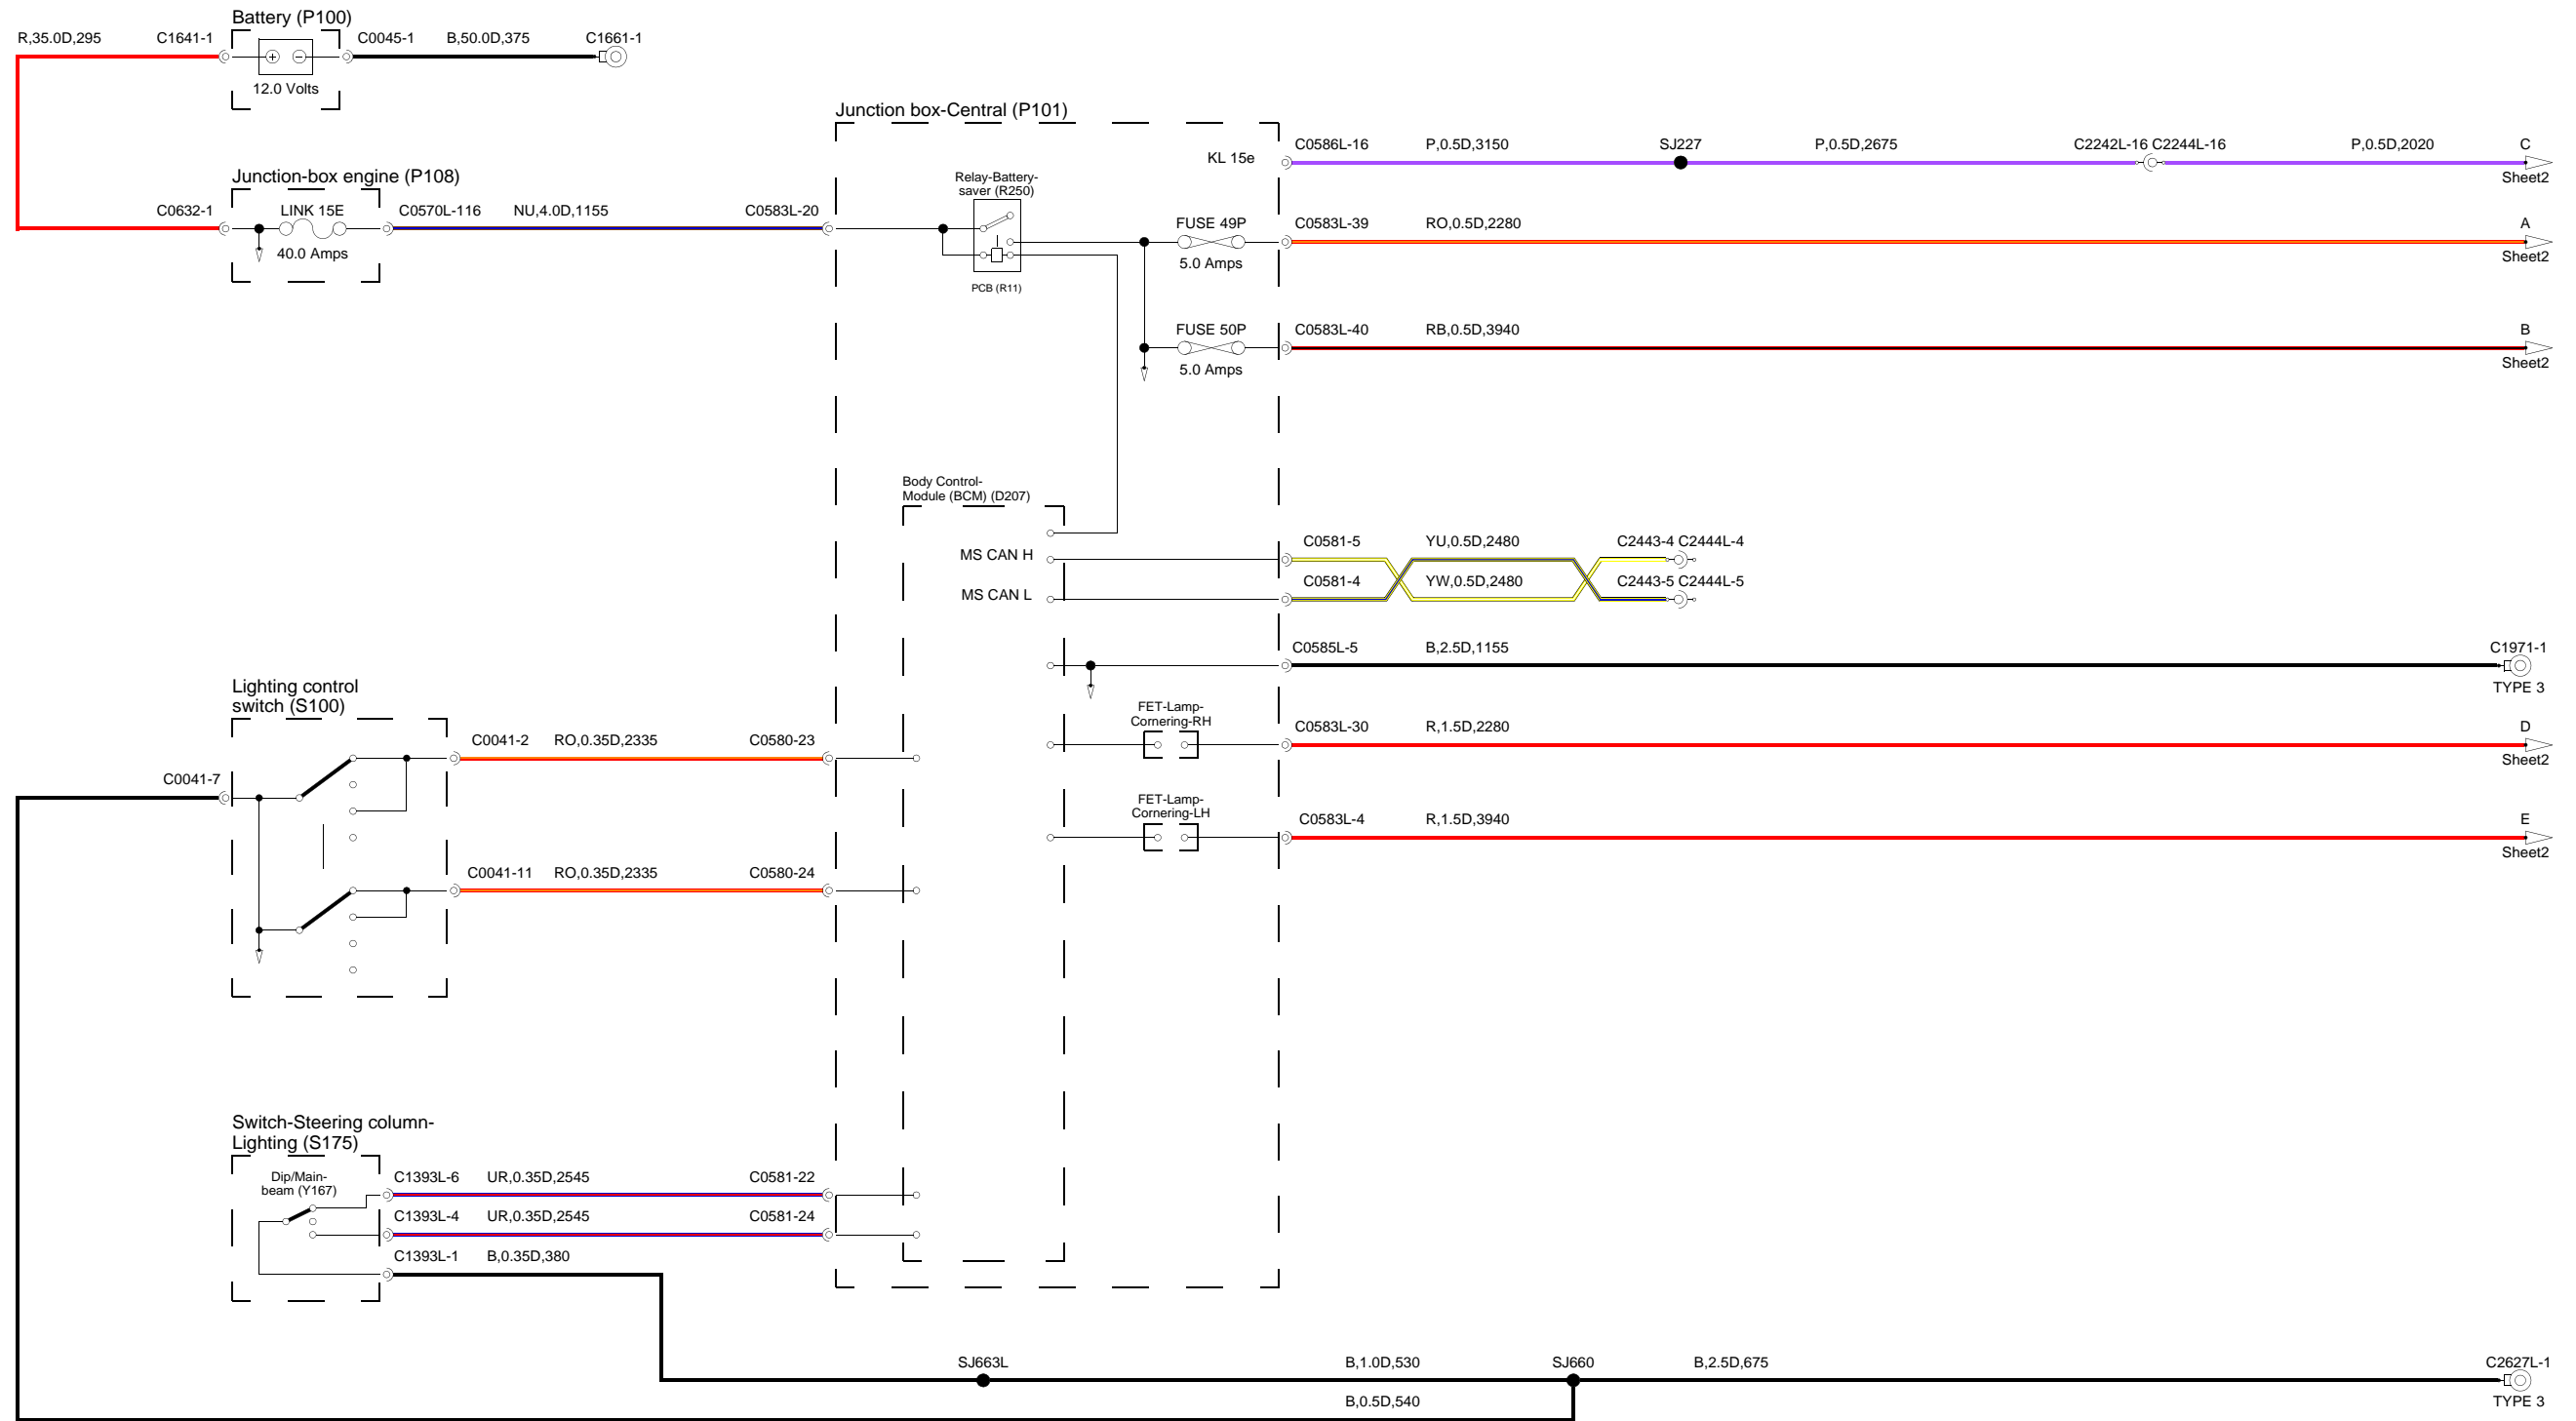 Battery (P100)
R,35.0D,295
C1641-1
C0045-1
B,50.0D,375
C1661-1
12.0 Volts
Junction-box engine (P108)
C0632-1
LINK 15E
40.0 Amps
C0570L-116
NU,4.0D,1155
C0583L-20
Junction box-Central (P101)
KL 15e
C0586L-16
P,0.5D,3150
SJ227
P,0.5D,2675
C2242L-16 C2244L-16
P,0.5D,2020
C
Sheet2
Relay-Battery-
saver (R250)
PCB (R11)
FUSE 49P
5.0 Amps
C0583L-39
RO,0.5D,2280
A
Sheet2
FUSE 50P
5.0 Amps
C0583L-40
RB,0.5D,3940
B
Sheet2
Body Control-
Module (BCM) (D207)
MS CAN H
C0581-5
YU,0.5D,2480
C2443-4 C2444L-4
MS CAN L
C0581-4
YW,0.5D,2480
C2443-5 C2444L-5
C0585L-5
B,2.5D,1155
C1971-1
TYPE 3
Lighting control
switch (S100)
C0041-7
C0041-2
RO,0.35D,2335
C0580-23
FET-Lamp-
Cornering-RH
C0583L-30
R,1.5D,2280
D
Sheet2
FET-Lamp-
Cornering-LH
C0583L-4
R,1.5D,3940
E
Sheet2
C0041-11
RO,0.35D,2335
C0580-24
Switch-Steering column-
Lighting (S175)
Dip/Main-
beam (Y167)
C1393L-6
UR,0.35D,2545
C0581-22
C1393L-4
UR,0.35D,2545
C0581-24
C1393L-1
B,0.35D,380
SJ663L
B,1.0D,530
SJ660
B,2.5D,675
C2627L-1
TYPE 3
B,0.5D,540